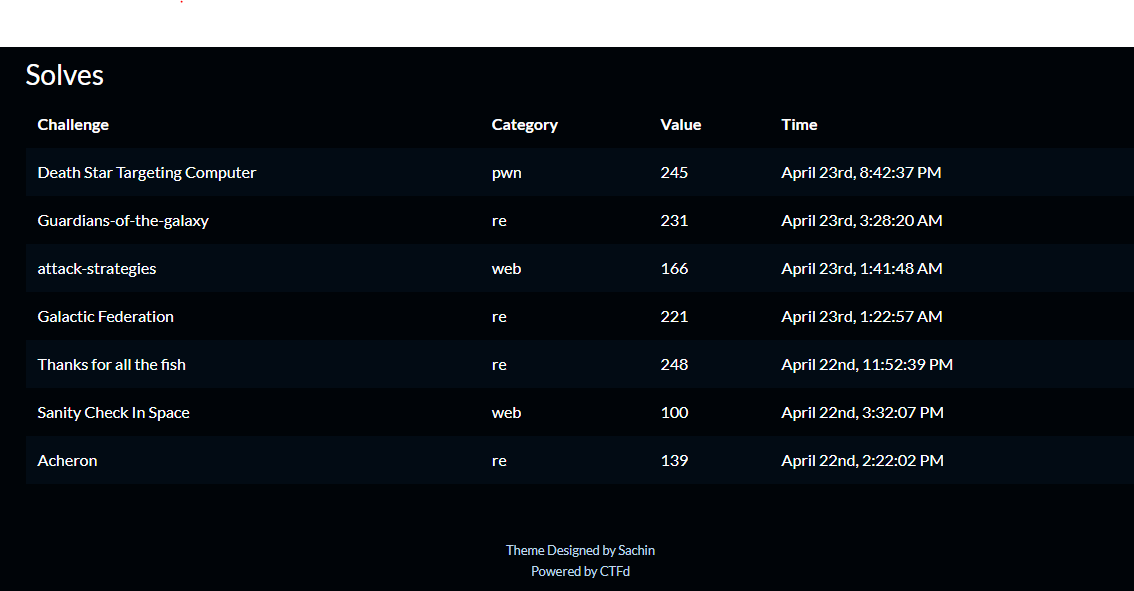 Solves
Challenge Category Value Time
Death Star Targeting Computer pwn 245 April 23rd, 8:42:37 PM
Guardians-of-the-galaxy re 231 April 23rd, 3:28:20 AM
attack-strategies web 166 April 23rd, 1:41:48 AM
Galactic Federation re 221 April 23rd, 1:22:57 AM
Thanks for all the fish re 248 April 22nd, 11:52:39 PM
Sanity Check In Space web 100 April 22nd, 3:32:07 PM
Acheron re 139 April 22nd, 2:22:02 PM
Theme Designed by Sachin
Powered by CTFd